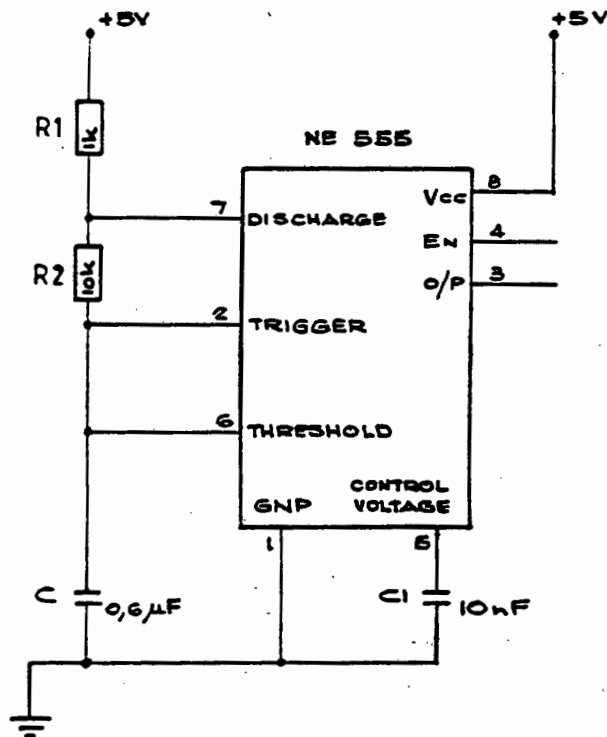 +5V
+5V
R1
1k
NE 555
8
Vcc
7
DISCHARGE
4
EN
R2
10k
3
O/P
2
TRIGGER
6
THRESHOLD
CONTROL
VOLTAGE
GNP
1
5
C
0,6µF
C1
10nF